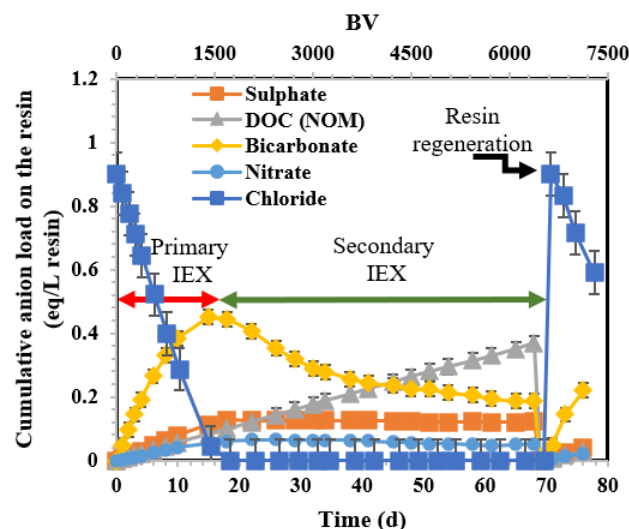 BV
0 1500 3000 4500 6000 7500
1.2
1
0.8
0.6
0.4
0.2
0
Cumulative anion load on the resin
(eq/L resin)
Sulphate
DOC (NOM)
Bicarbonate
Nitrate
Chloride
Resin
regeneration
Primary
IEX
Secondary
IEX
0 10 20 30 40 50 60 70 80
Time (d)